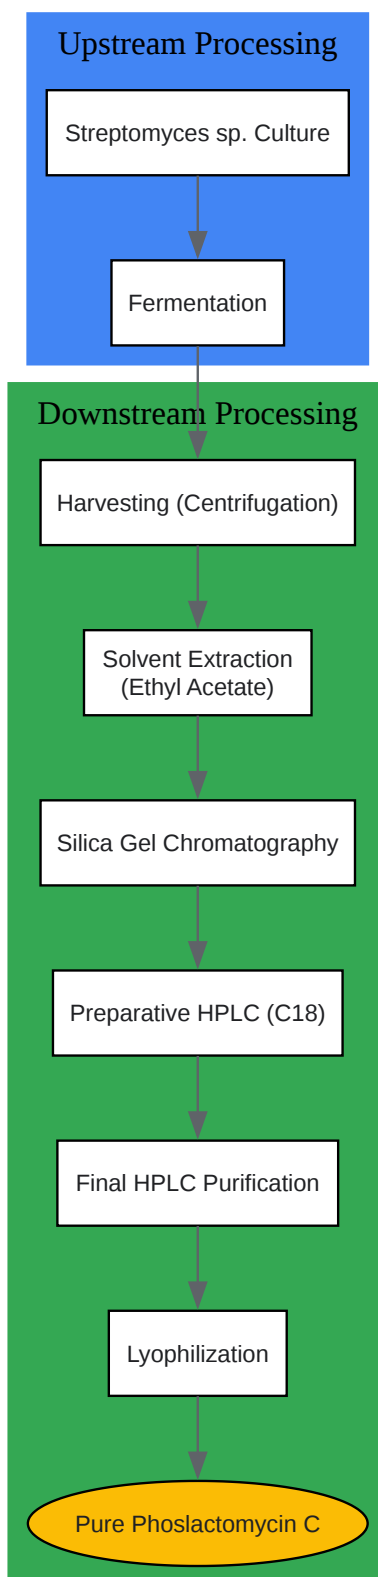 Upstream Processing
Streptomyces sp. Culture
Fermentation
Downstream Processing
Harvesting (Centrifugation)
Solvent Extraction
(Ethyl Acetate)
Silica Gel Chromatography
Preparative HPLC (C18)
Final HPLC Purification
Lyophilization
Pure Phoslactomycin C